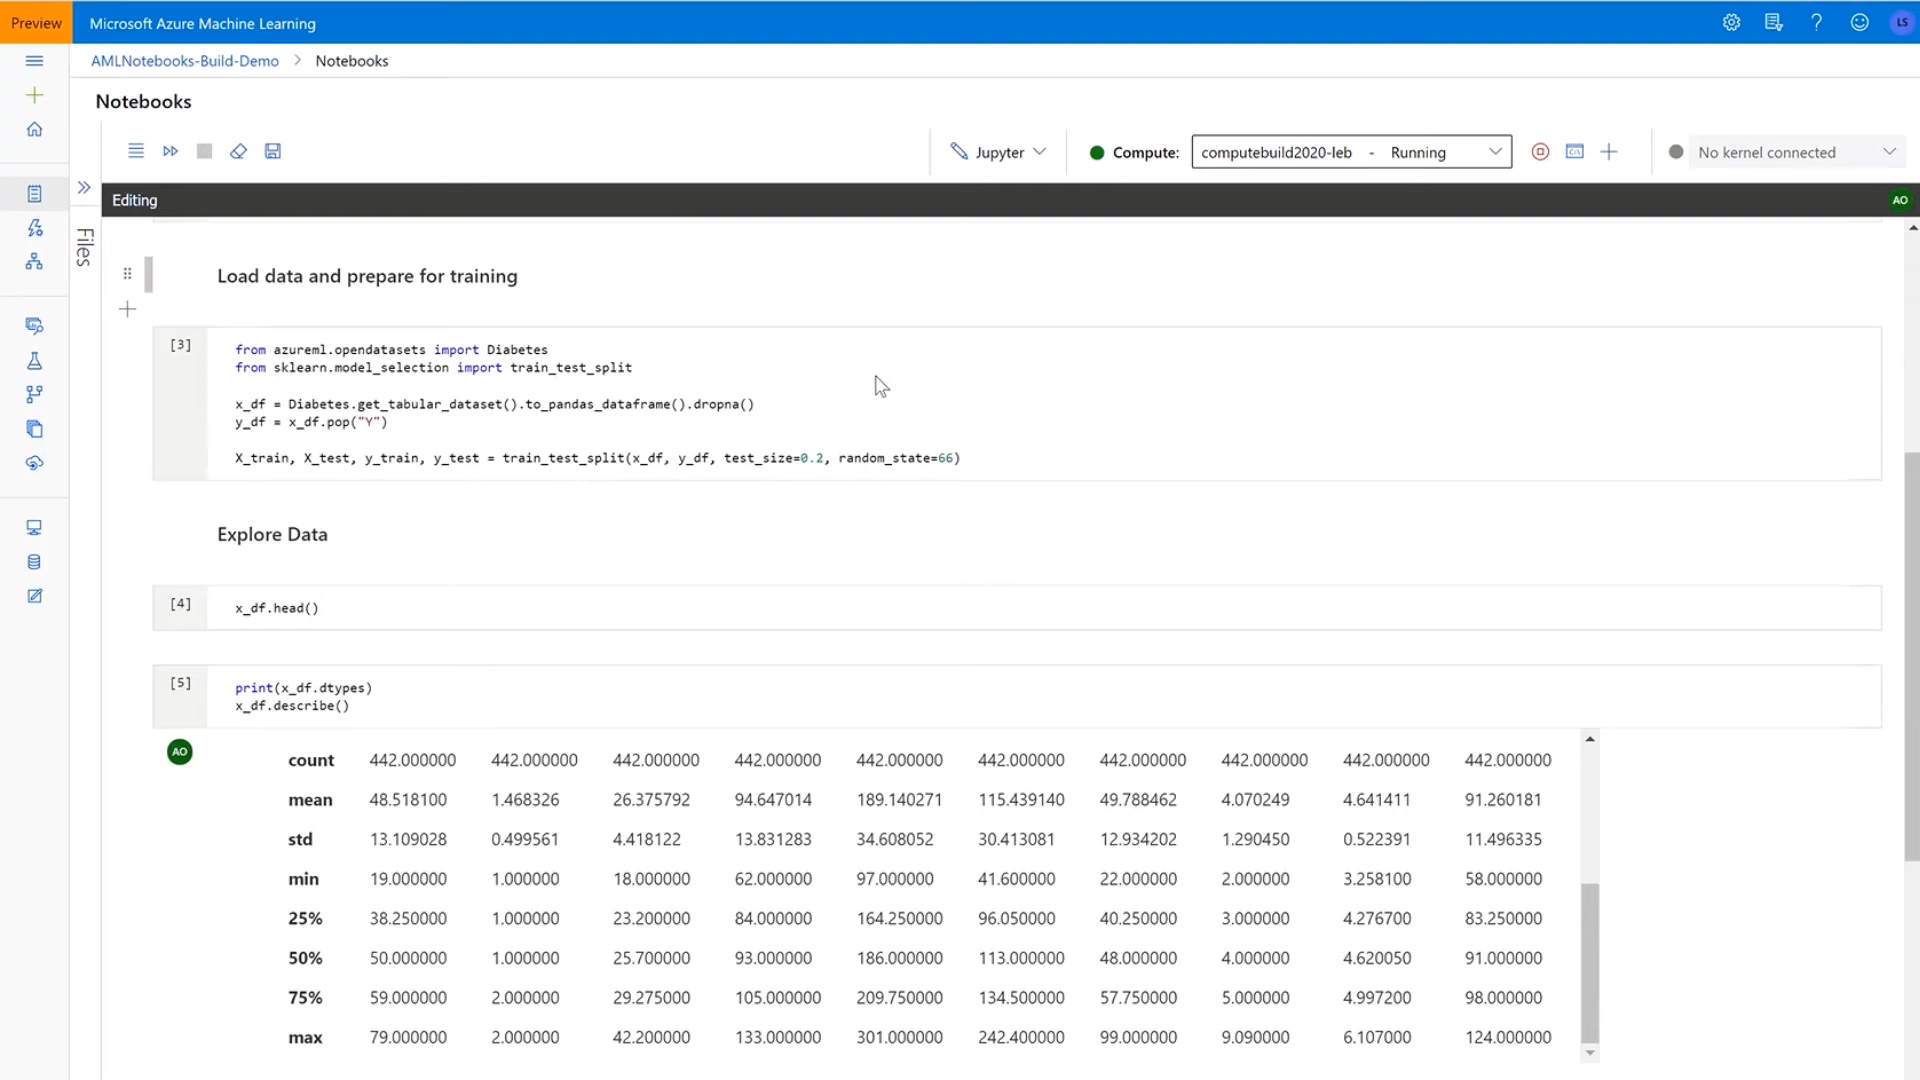 Preview
Microsoft Azure Machine Learning
LS
AMLNotebooks-Build-Demo > Notebooks
Notebooks
Jupyter
Compute: computebuild2020-leb - Running
No kernel connected
Editing
AO
Files
Load data and prepare for training
[3]
from azureml.opendatasets import Diabetes
from sklearn.model_selection import train_test_split
x_df = Diabetes.get_tabular_dataset().to_pandas_dataframe().dropna()
y_df = x_df.pop("Y")
X_train, X_test, y_train, y_test = train_test_split(x_df, y_df, test_size=0.2, random_state=66)
Explore Data
[4]
x_df.head()
[5]
print(x_df.dtypes)
x_df.describe()
AO
count 442.000000 442.000000 442.000000 442.000000 442.000000 442.000000 442.000000 442.000000 442.000000 442.000000
mean 48.518100 1.468326 26.375792 94.647014 189.140271 115.439140 49.788462 4.070249 4.641411 91.260181
std 13.109028 0.499561 4.418122 13.831283 34.608052 30.413081 12.934202 1.290450 0.522391 11.496335
min 19.000000 1.000000 18.000000 62.000000 97.000000 41.600000 22.000000 2.000000 3.258100 58.000000
25% 38.250000 1.000000 23.200000 84.000000 164.250000 96.050000 40.250000 3.000000 4.276700 83.250000
50% 50.000000 1.000000 25.700000 93.000000 186.000000 113.000000 48.000000 4.000000 4.620050 91.000000
75% 59.000000 2.000000 29.275000 105.000000 209.750000 134.500000 57.750000 5.000000 4.997200 98.000000
max 79.000000 2.000000 42.200000 133.000000 301.000000 242.400000 99.000000 9.090000 6.107000 124.000000